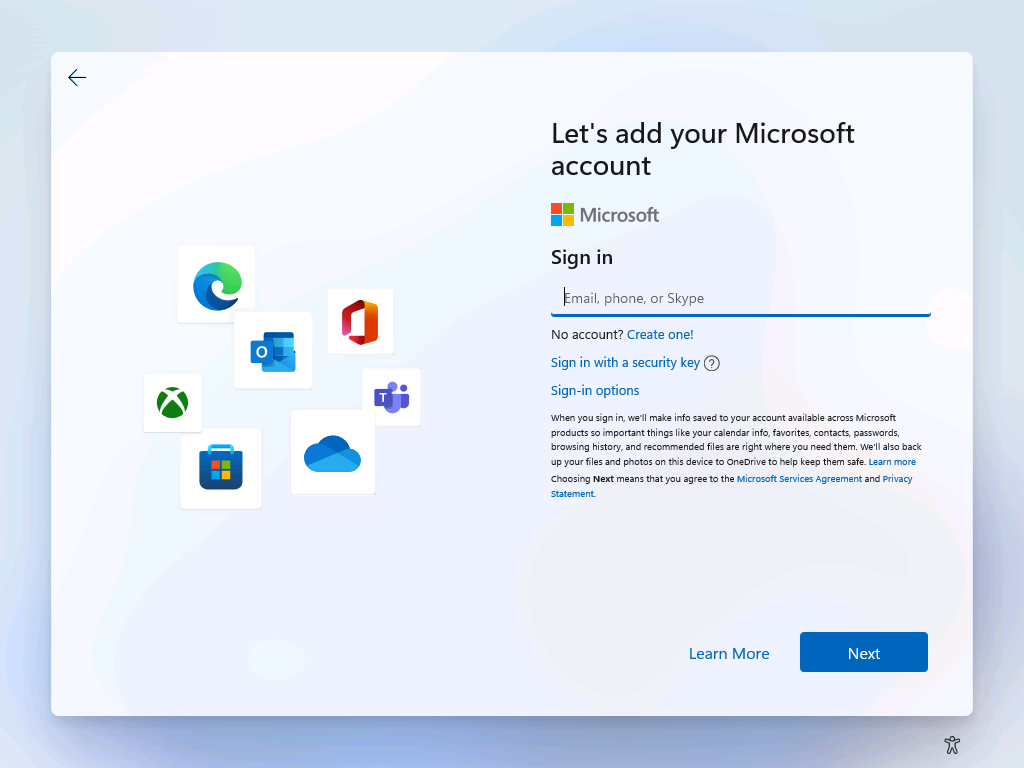 Let's add your Microsoft
account
Microsoft
Sign in
Email, phone, or Skype
No account? Create one!
Sign in with a security key ?
Sign-in options
When you sign in, we'll make info saved to your account available across Microsoft
products so important things like your calendar info, favorites, contacts, passwords,
browsing history, and recommended files are right where you need them. We'll also back
up your files and photos on this device to OneDrive to help keep them safe. Learn more
Choosing Next means that you agree to the Microsoft Services Agreement and Privacy
Statement.
O
T
Learn More
Next